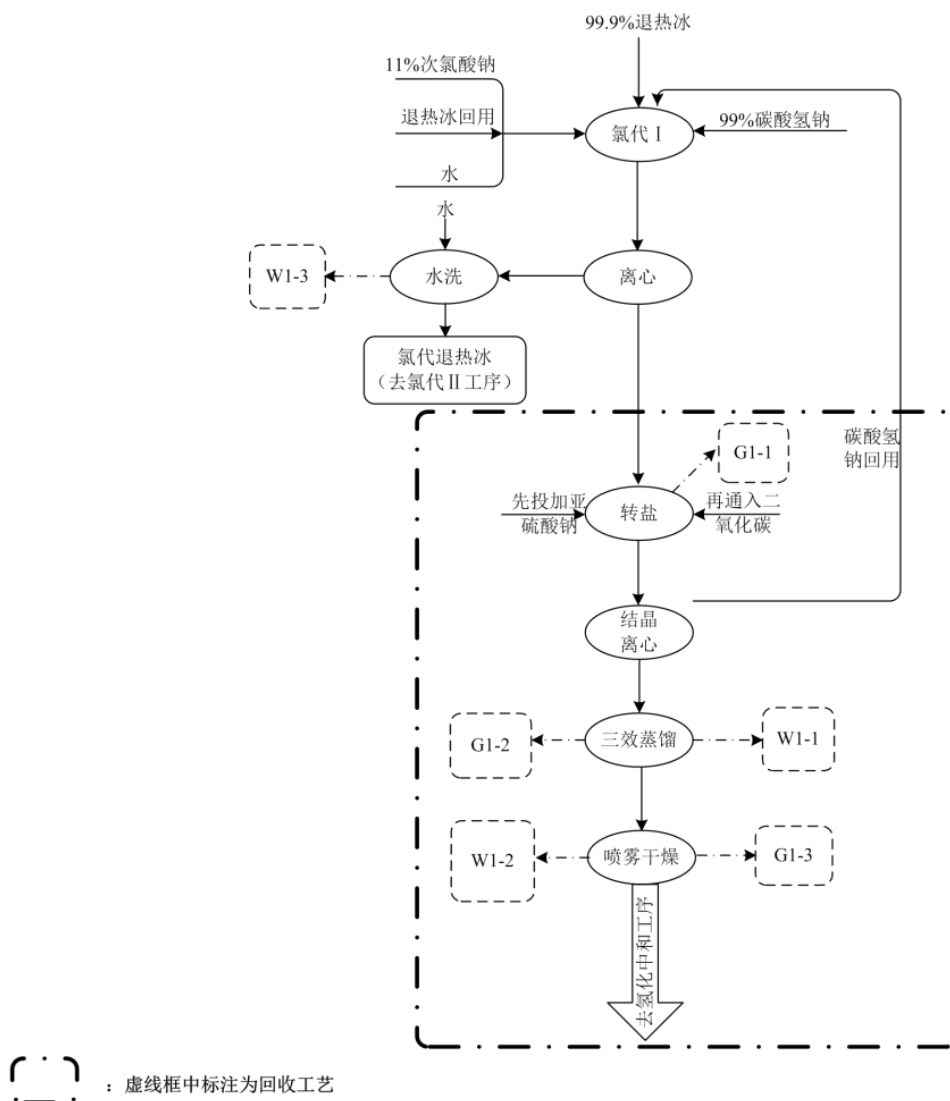 99.9%退热冰
11%次氯酸钠
退热冰回用
水
氯代Ⅰ
99%碳酸氢钠
水
W1-3
水洗
离心
氯代退热冰
（去氯代Ⅱ工序）
碳酸氢
钠回用
G1-1
先投加亚
硫酸钠
转盐
再通入二
氧化碳
结晶
离心
G1-2
三效蒸馏
W1-1
W1-2
喷雾干燥
G1-3
去氢化中和工序
：虚线框中标注为回收工艺